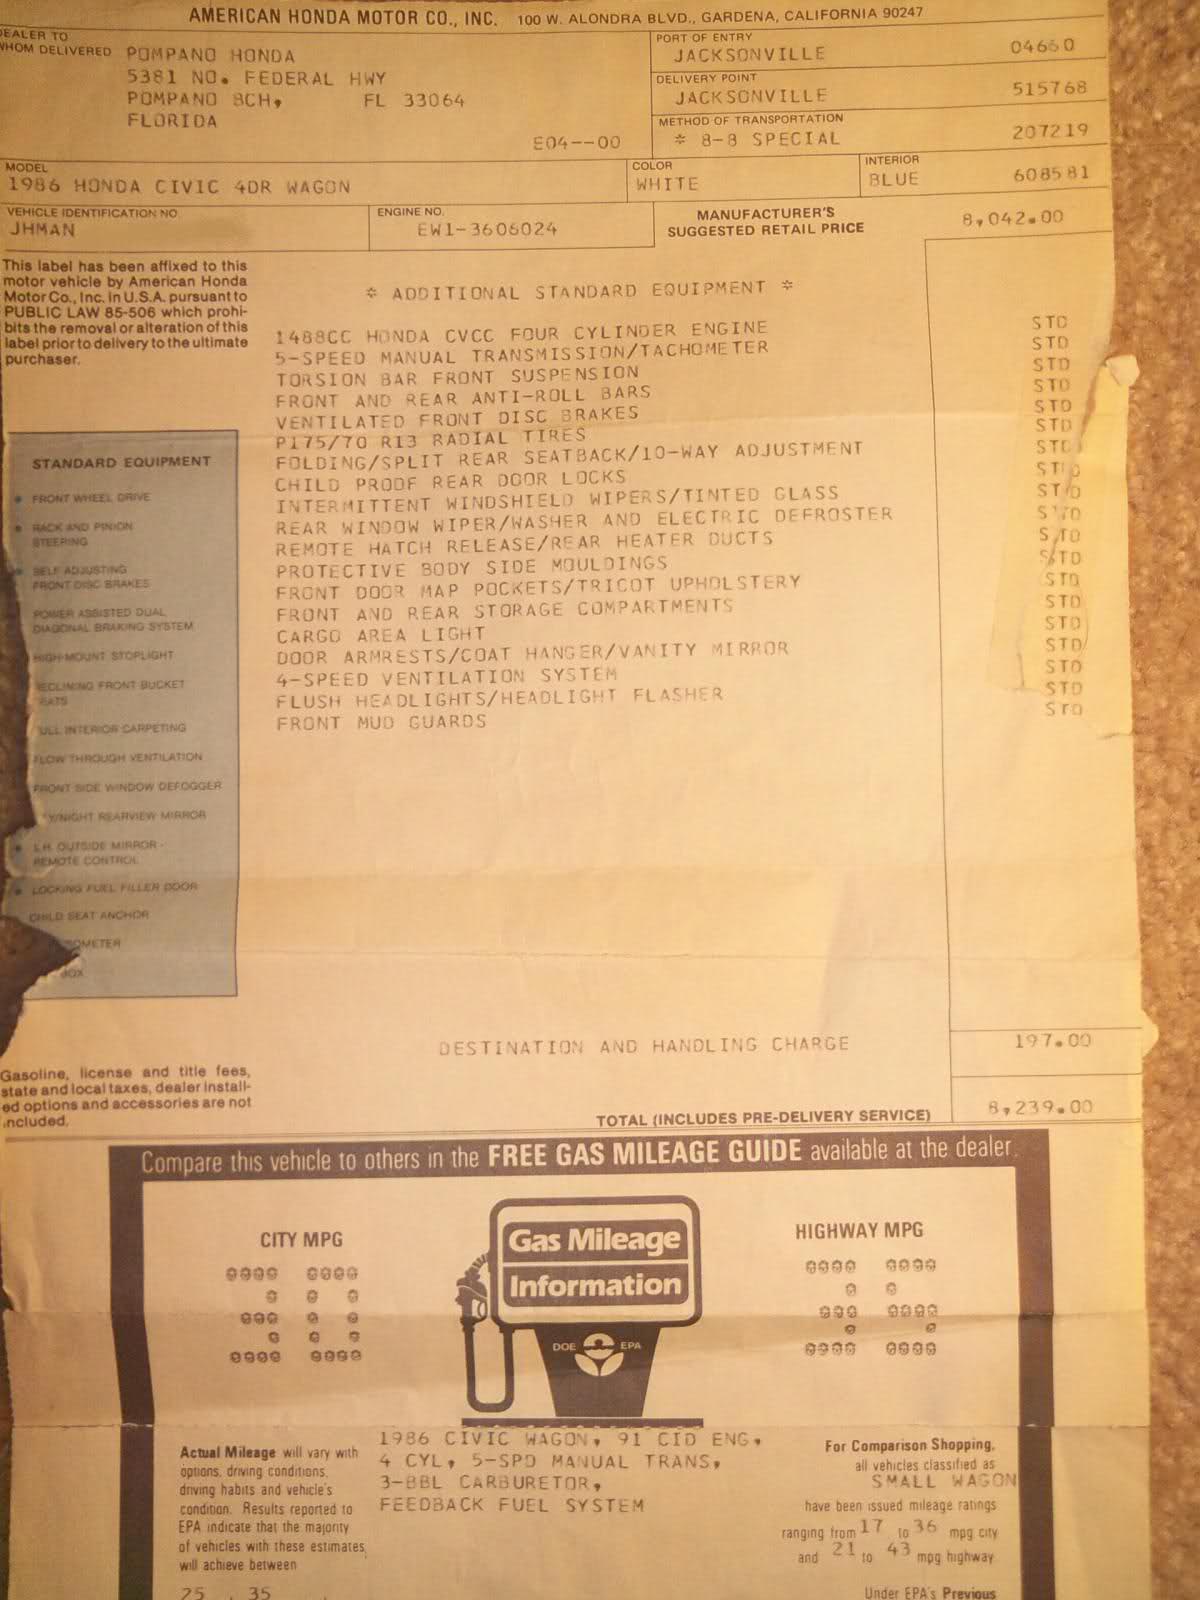 AMERICAN HONDA MOTOR CO., INC. 100 W. ALONDRA BLVD., GARDENA, CALIFORNIA 90247
DEALER TO
WHOM DELIVERED
POMPANO HONDA
5381 NO. FEDERAL HWY
POMPANO BCH, FL 33064
FLORIDA
E04--00
PORT OF ENTRY
JACKSONVILLE 04660
DELIVERY POINT
JACKSONVILLE 515768
METHOD OF TRANSPORTATION
* 8-8 SPECIAL 207219
MODEL
1986 HONDA CIVIC 4DR WAGON
COLOR
WHITE
INTERIOR
BLUE
608581
VEHICLE IDENTIFICATION NO.
JHMAN
ENGINE NO.
EW1-3606024
MANUFACTURER'S
SUGGESTED RETAIL PRICE
8,042.00
This label has been affixed to this
motor vehicle by American Honda
Motor Co., Inc. in U.S.A. pursuant to
PUBLIC LAW 85-506 which prohi-
bits the removal or alteration of this
label prior to delivery to the ultimate
purchaser.
* ADDITIONAL STANDARD EQUIPMENT *
1488CC HONDA CVCC FOUR CYLINDER ENGINE STD
5-SPEED MANUAL TRANSMISSION/TACHOMETER STD
TORSION BAR FRONT SUSPENSION STD
FRONT AND REAR ANTI-ROLL BARS STD
VENTILATED FRONT DISC BRAKES STD
P175/70 R13 RADIAL TIRES STD
FOLDING/SPLIT REAR SEATBACK/10-WAY ADJUSTMENT STD
CHILD PROOF REAR DOOR LOCKS STD
INTERMITTENT WINDSHIELD WIPERS/TINTED GLASS STD
REAR WINDOW WIPER/WASHER AND ELECTRIC DEFROSTER STD
REMOTE HATCH RELEASE/REAR HEATER DUCTS STD
PROTECTIVE BODY SIDE MOULDINGS STD
FRONT DOOR MAP POCKETS/TRICOT UPHOLSTERY STD
FRONT AND REAR STORAGE COMPARTMENTS STD
CARGO AREA LIGHT STD
DOOR ARMRESTS/COAT HANGER/VANITY MIRROR STD
4-SPEED VENTILATION SYSTEM STD
FLUSH HEADLIGHTS/HEADLIGHT FLASHER STD
FRONT MUD GUARDS STD
STANDARD EQUIPMENT
• FRONT WHEEL DRIVE
• RACK AND PINION
STEERING
• SELF ADJUSTING
FRONT DISC BRAKES
POWER ASSISTED DUAL
DIAGONAL BRAKING SYSTEM
HIGH-MOUNT STOPLIGHT
RECLINING FRONT BUCKET
EATS
ULL INTERIOR CARPETING
FLOW THROUGH VENTILATION
FRONT SIDE WINDOW DEFOGGER
Y/NIGHT REARVIEW MIRROR
• L.H. OUTSIDE MIRROR -
REMOTE CONTROL
• LOCKING FUEL FILLER DOOR
CHILD SEAT ANCHOR
OMETER
BOX
DESTINATION AND HANDLING CHARGE 197.00
Gasoline, license and title fees,
state and local taxes, dealer install-
ed options and accessories are not
included.
TOTAL (INCLUDES PRE-DELIVERY SERVICE) 8,239.00
Compare this vehicle to others in the FREE GAS MILEAGE GUIDE available at the dealer.
CITY MPG
30
Gas Mileage
Information
DOE EPA
HIGHWAY MPG
35
Actual Mileage will vary with
options, driving conditions,
driving habits and vehicle's
condition. Results reported to
EPA indicate that the majority
of vehicles with these estimates
will achieve between
25 35
1986 CIVIC WAGON, 91 CID ENG,
4 CYL, 5-SPD MANUAL TRANS,
3-BBL CARBURETOR,
FEEDBACK FUEL SYSTEM
For Comparison Shopping,
all vehicles classified as
SMALL WAGON
have been issued mileage ratings
ranging from 17 to 36 mpg city
and 21 to 43 mpg highway
Under EPA's Previous